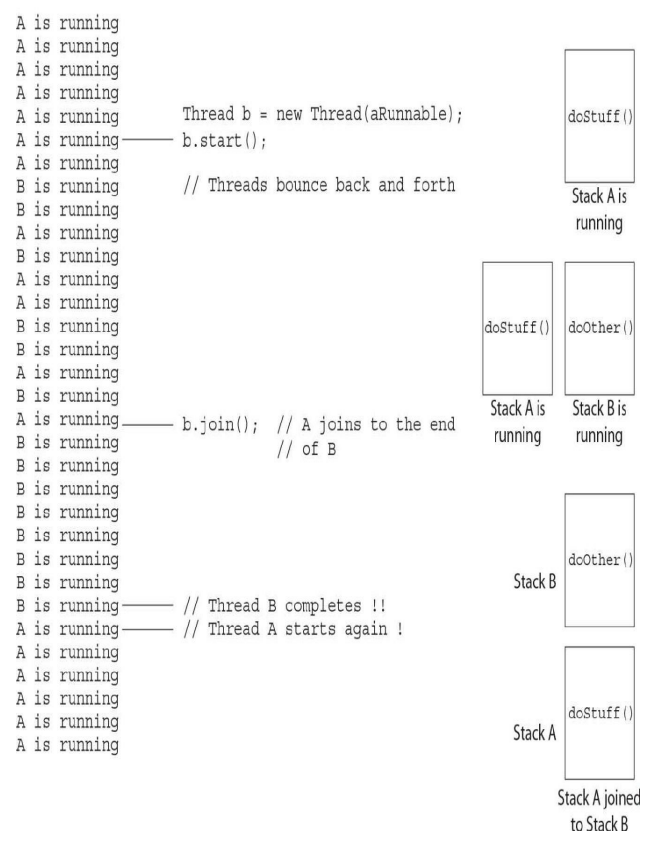 A is running
A is running
A is running
A is running
A is running Thread b = new Thread(aRunnable);
A is running b.start();
A is running
B is running // Threads bounce back and forth
B is running
A is running
B is running
A is running
A is running
B is running
B is running
A is running
B is running
A is running b.join(); // A joins to the end
B is running // of B
B is running
B is running
B is running
B is running
B is running
B is running
B is running // Thread B completes !!
A is running // Thread A starts again !
A is running
A is running
A is running
A is running
A is running
doStuff()
Stack A is
running
doStuff()
Stack A is
running
doOther()
Stack B is
running
Stack B
doOther()
Stack A
doStuff()
Stack A joined
to Stack B